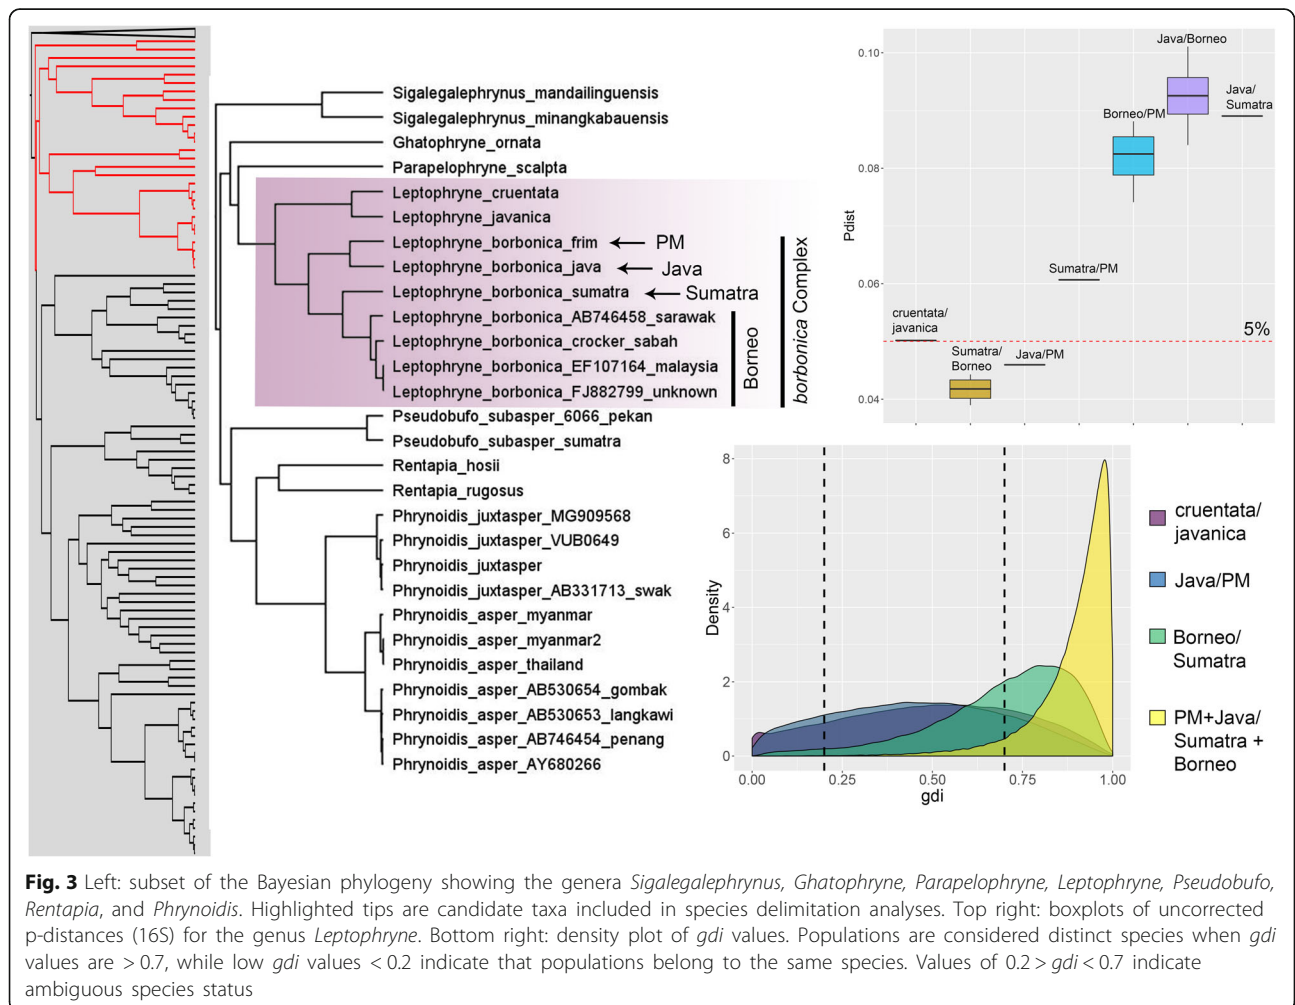 Sigalegalephrynus_mandailinguensis
Sigalegalephrynus_minangkabauensis
Ghatophryne_ornata
Parapelophryne_scalpta
Leptophryne_cruentata
Leptophryne_javanica
Leptophryne_borbonica_frim
PM
Leptophryne_borbonica_java
Java
Leptophryne_borbonica_sumatra
Sumatra
Leptophryne_borbonica_AB746458_sarawak
Leptophryne_borbonica_crocker_sabah
Leptophryne_borbonica_EF107164_malaysia
Leptophryne_borbonica_FJ882799_unknown
Borneo
borbonica Complex
Pseudobufo_subasper_6066_pekan
Pseudobufo_subasper_sumatra
Rentapia_hosii
Rentapia_rugosus
Phrynoidis_juxtasper_MG909568
Phrynoidis_juxtasper_VUB0649
Phrynoidis_juxtasper
Phrynoidis_juxtasper_AB331713_swak
Phrynoidis_asper_myanmar
Phrynoidis_asper_myanmar2
Phrynoidis_asper_thailand
Phrynoidis_asper_AB530654_gombak
Phrynoidis_asper_AB530653_langkawi
Phrynoidis_asper_AB746454_penang
Phrynoidis_asper_AY680266
Pdist
0.10
0.08
0.06
0.04
cruentata/
javanica
Sumatra/
Borneo
Java/PM
Sumatra/PM
Borneo/PM
Java/Borneo
Java/
Sumatra
5%
Density
8
6
4
2
0
0.00
0.25
0.50
0.75
1.00
gdi
cruentata/
javanica
Java/PM
Borneo/
Sumatra
PM+Java/
Sumatra +
Borneo
Fig. 3 Left: subset of the Bayesian phylogeny showing the genera Sigalegalephrynus, Ghatophryne, Parapelophryne, Leptophryne, Pseudobufo,
Rentapia, and Phrynoidis. Highlighted tips are candidate taxa included in species delimitation analyses. Top right: boxplots of uncorrected
p-distances (16S) for the genus Leptophryne. Bottom right: density plot of gdi values. Populations are considered distinct species when gdi
values are > 0.7, while low gdi values < 0.2 indicate that populations belong to the same species. Values of 0.2 > gdi < 0.7 indicate
ambiguous species status